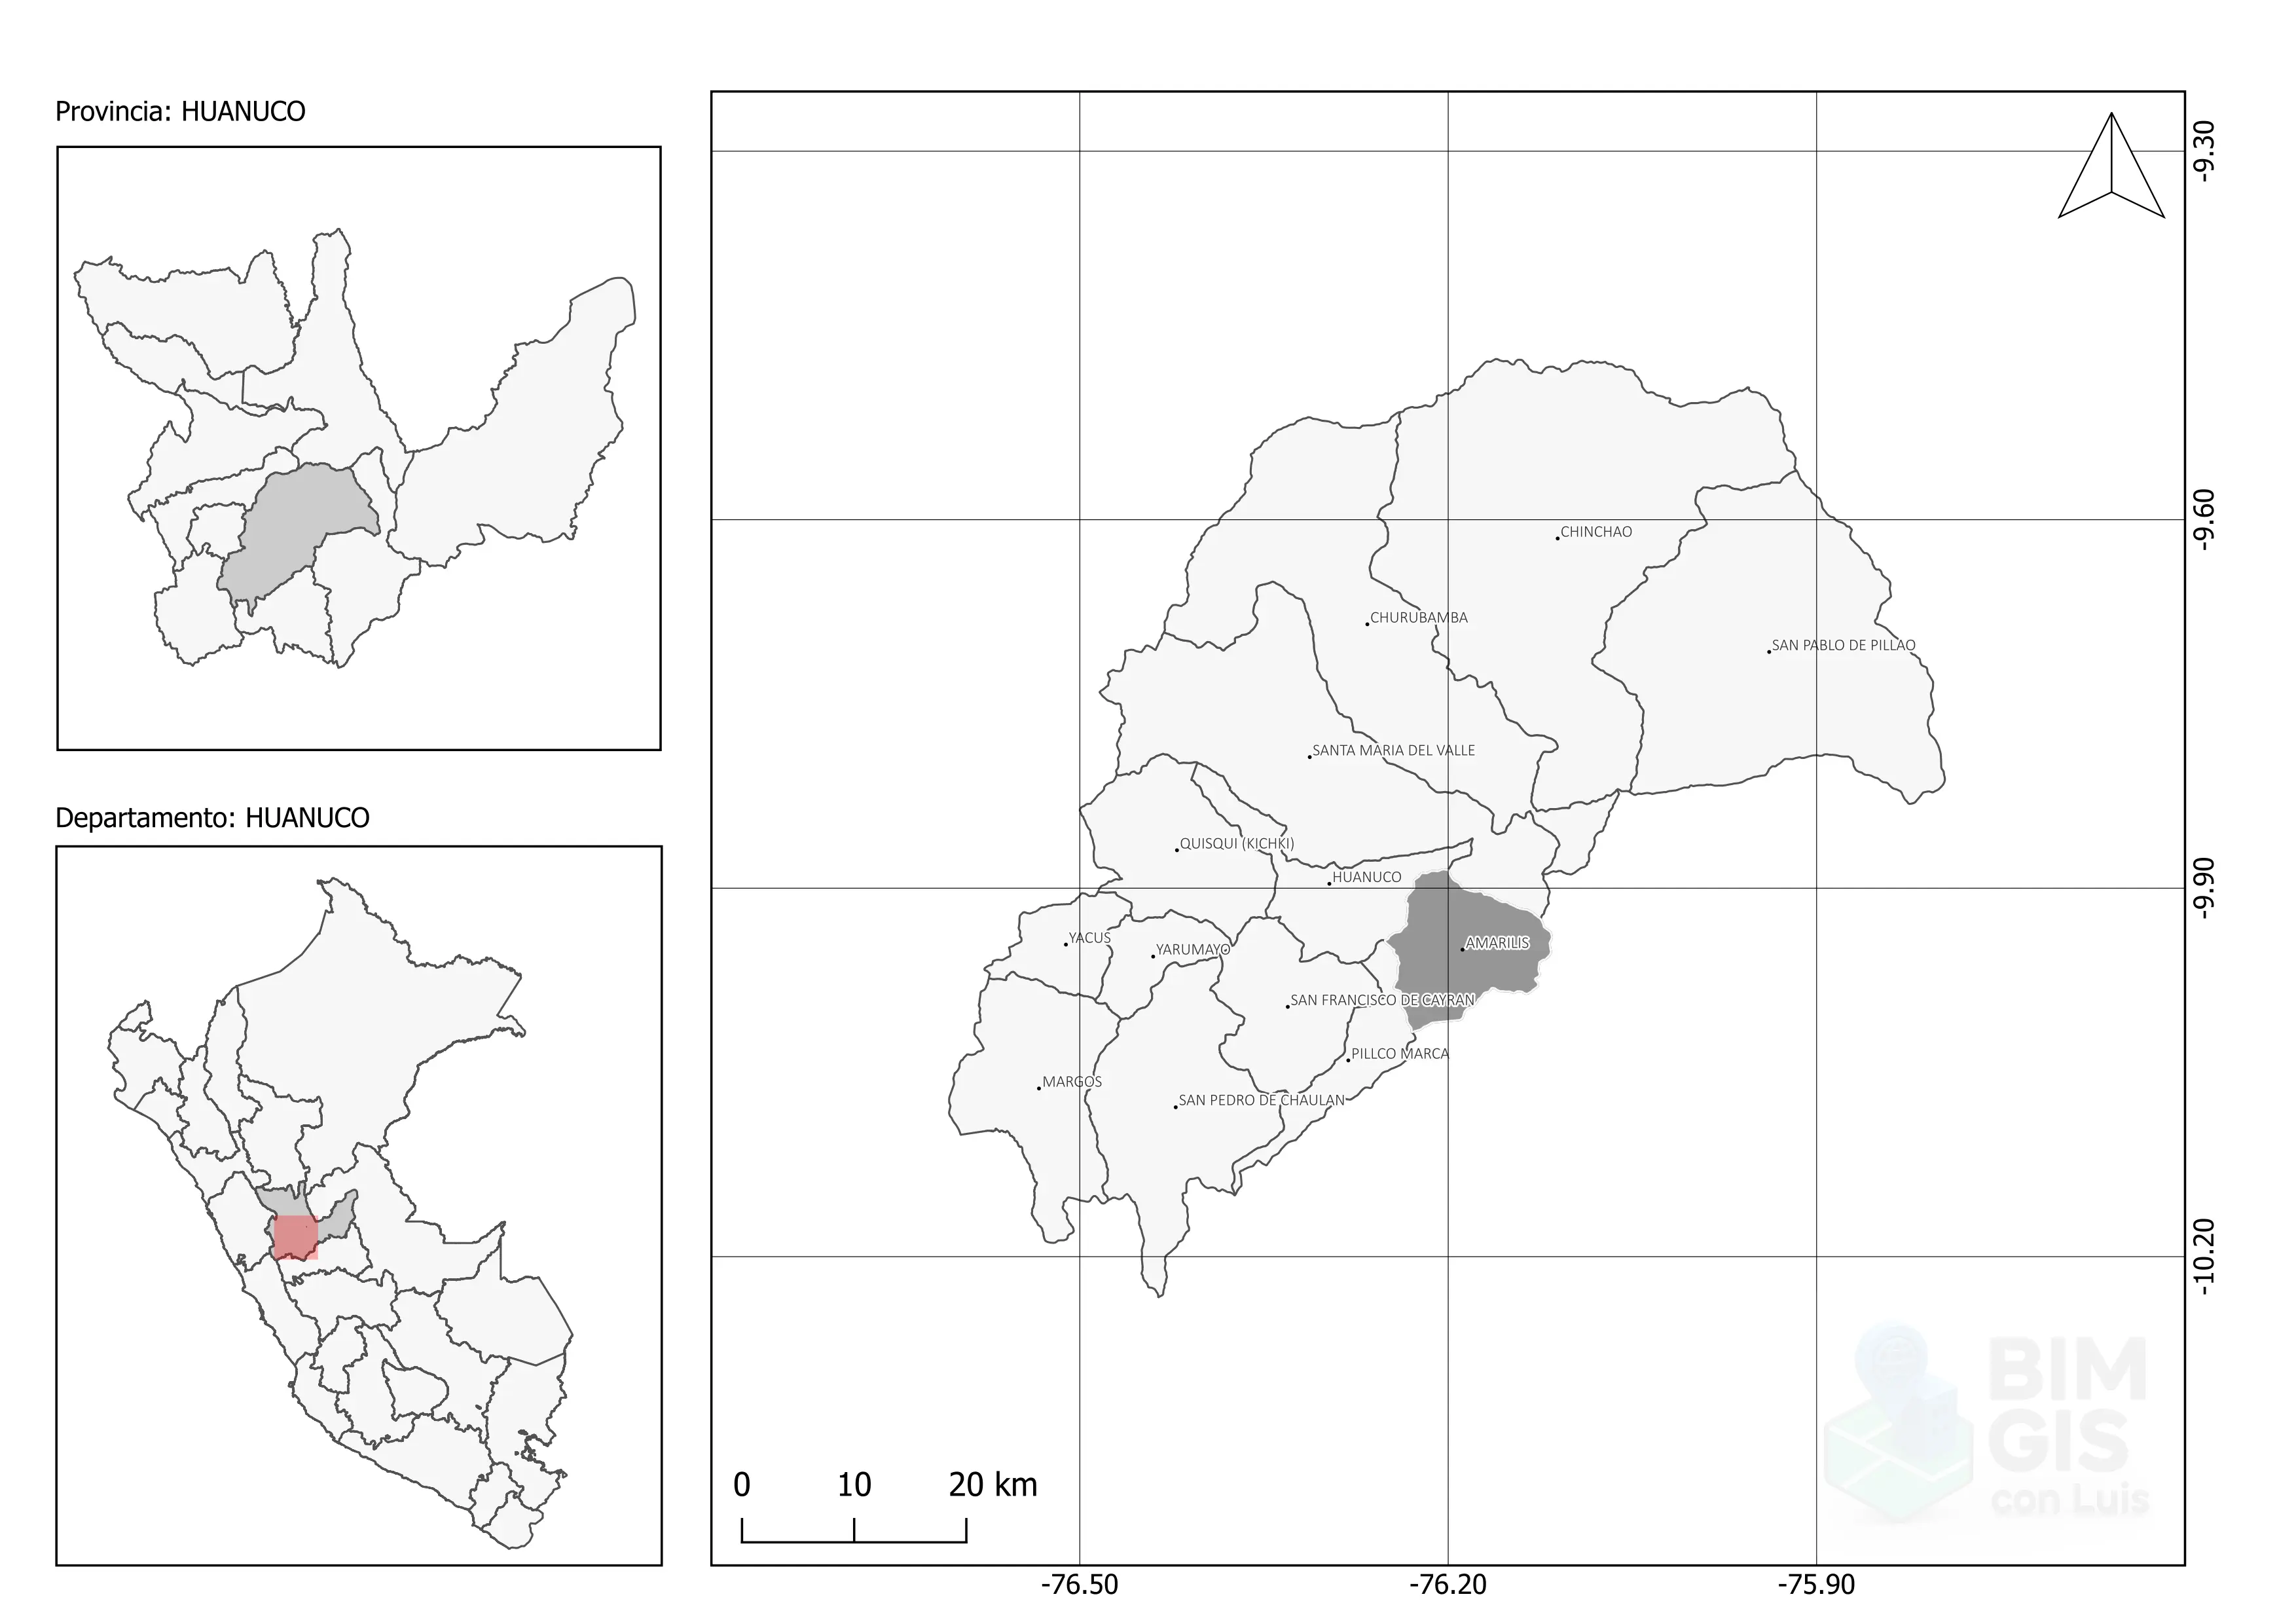 Provincia: HUANUCO
Departamento: HUANUCO
CHINCHAO
CHURUBAMBA
SAN PABLO DE PILLAO
SANTA MARIA DEL VALLE
QUISQUI (KICHKI)
HUANUCO
YACUS
YARUMAYO
AMARILIS
SAN FRANCISCO DE CAYRAN
PILLCO MARCA
MARGOS
SAN PEDRO DE CHAULAN
-9.30
-9.60
-9.90
-10.20
0 10 20 km
-76.50 -76.20 -75.90
BIM
GIS
con Luis